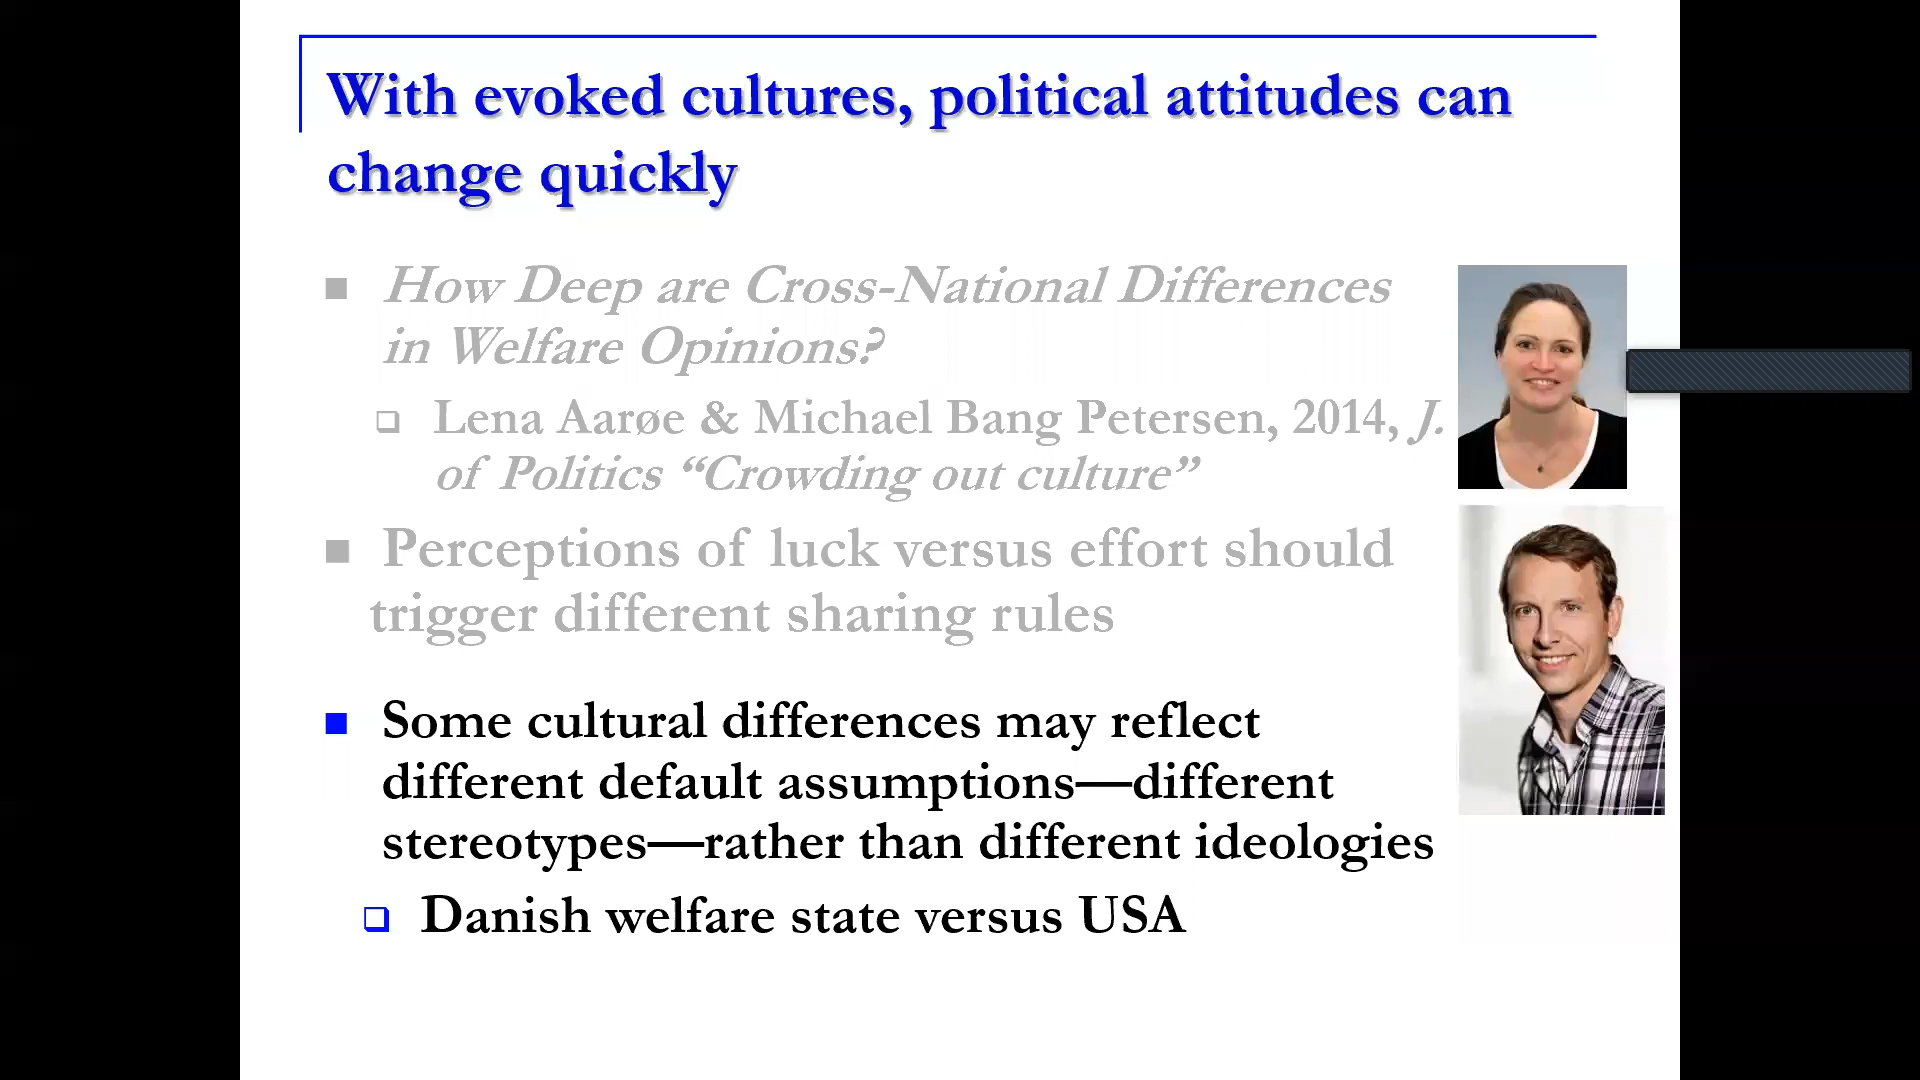 With evoked cultures, political attitudes can
change quickly
How Deep are Cross-National Differences
in Welfare Opinions?
Lena Aarøe & Michael Bang Petersen, 2014, J.
of Politics “Crowding out culture”
Perceptions of luck versus effort should
trigger different sharing rules
Some cultural differences may reflect
different default assumptions—different
stereotypes—rather than different ideologies
Danish welfare state versus USA